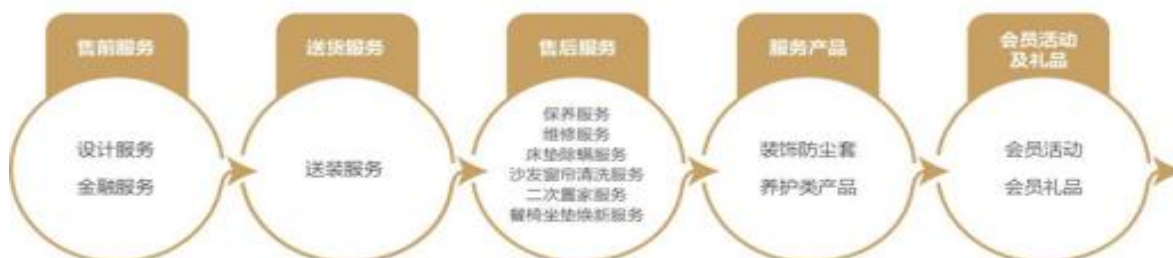 售前服务
设计服务
金融服务
送货服务
送装服务
售后服务
保养服务
维修服务
床垫除螨服务
沙发窗帘清洗服务
二次置家服务
餐椅坐垫焕新服务
服务产品
装饰防尘套
养护类产品
会员活动
及礼品
会员活动
会员礼品